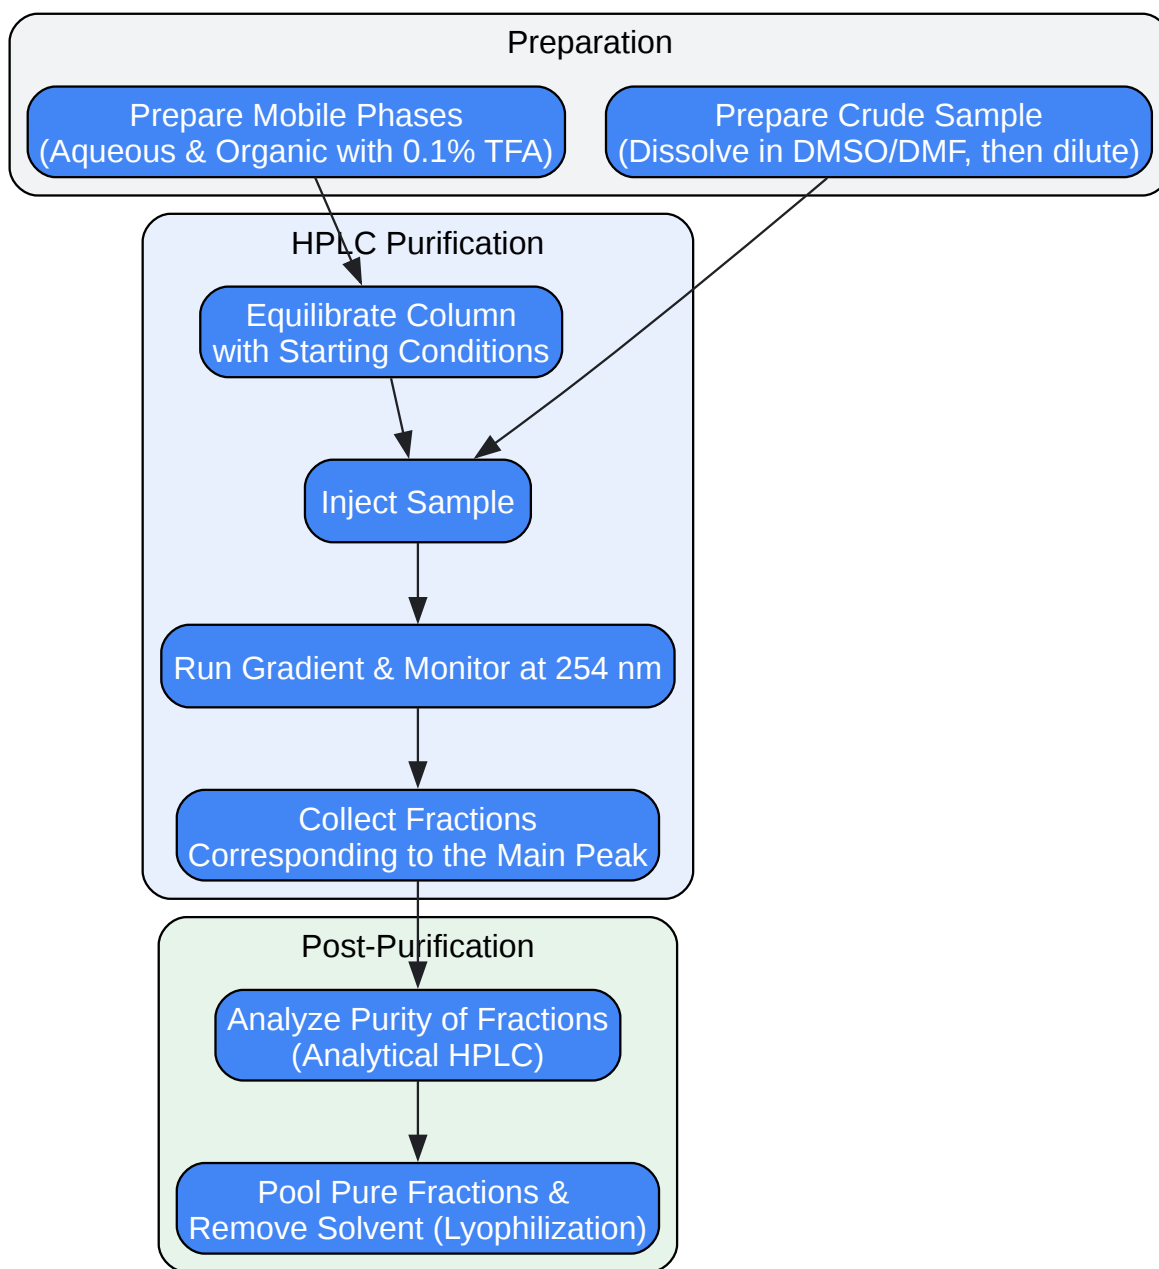 Preparation
Prepare Mobile Phases
(Aqueous & Organic with 0.1% TFA)
Prepare Crude Sample
(Dissolve in DMSO/DMF, then dilute)
HPLC Purification
Equilibrate Column
with Starting Conditions
Inject Sample
Run Gradient & Monitor at 254 nm
Collect Fractions
Corresponding to the Main Peak
Post-Purification
Analyze Purity of Fractions
(Analytical HPLC)
Pool Pure Fractions &
Remove Solvent (Lyophilization)